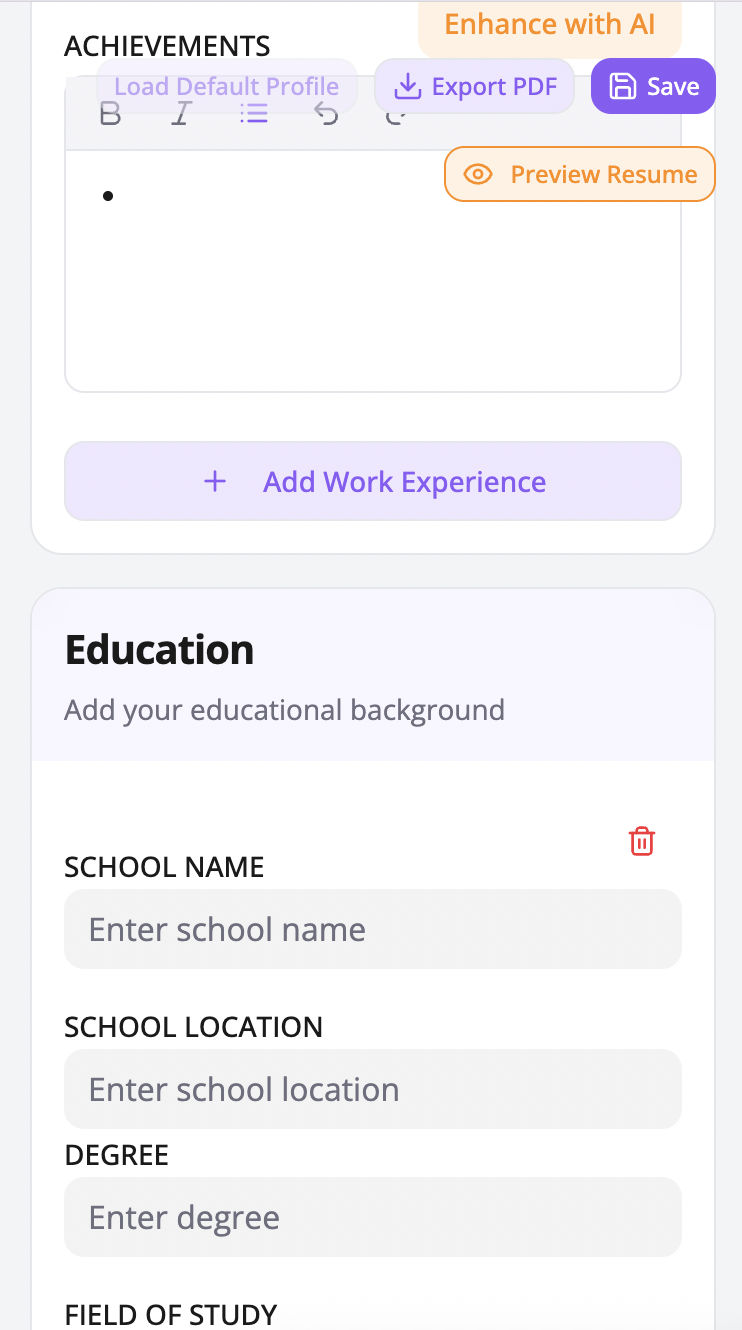 Enhance with AI
ACHIEVEMENTS
Load Default Profile
Export PDF
Save
B I
Preview Resume
•
+ Add Work Experience
Education
Add your educational background
SCHOOL NAME
Enter school name
SCHOOL LOCATION
Enter school location
DEGREE
Enter degree
FIELD OF STUDY